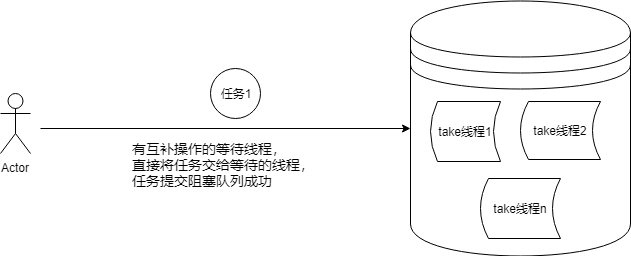 任务1
take线程1
take线程2
有互补操作的等待线程，
直接将任务交给等待的线程，
任务提交阻塞队列成功
Actor
take线程n